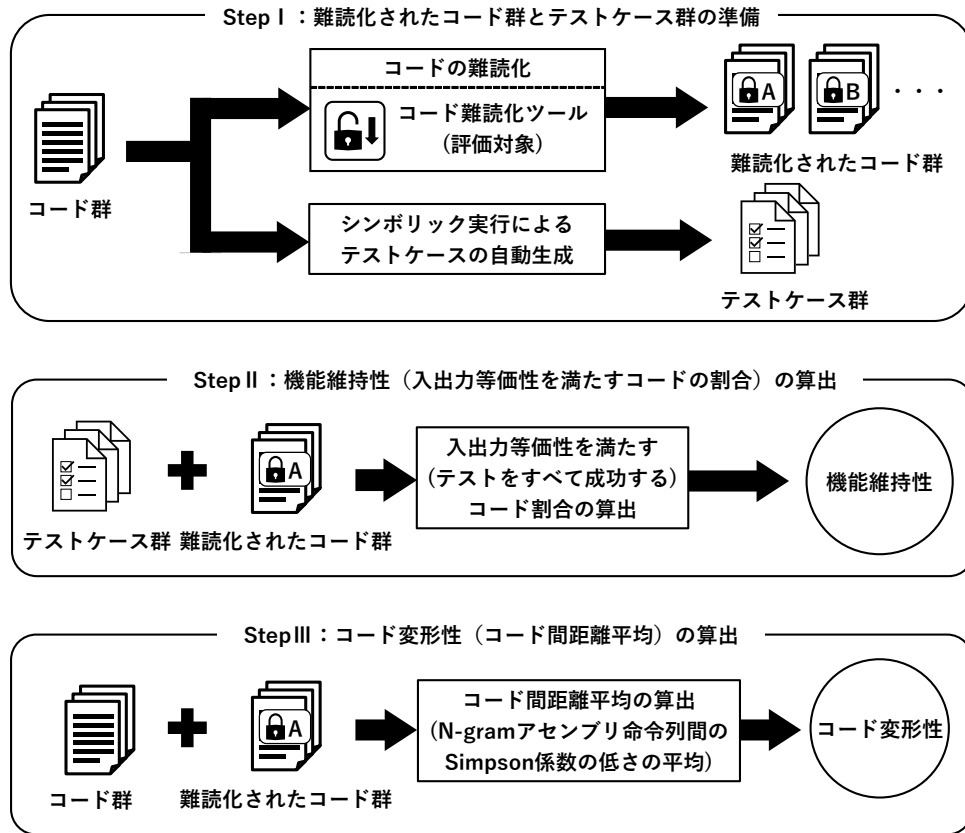 StepⅠ：難読化されたコード群とテストケース群の準備
コードの難読化
コード難読化ツール
(評価対象)
コード群
A
B
・・・
難読化されたコード群
シンボリック実行による
テストケースの自動生成
テストケース群
StepⅡ：機能維持性（入出力等価性を満たすコードの割合）の算出
A
テストケース群
難読化されたコード群
入出力等価性を満たす
(テストをすべて成功する)
コード割合の算出
機能維持性
StepⅢ：コード変形性（コード間距離平均）の算出
A
コード群
難読化されたコード群
コード間距離平均の算出
(N-gramアセンブリ命令列間の
Simpson係数の低さの平均)
コード変形性